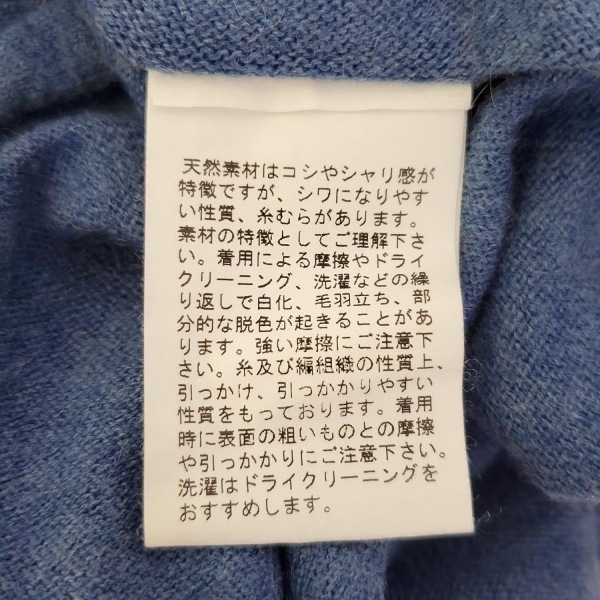 天然素材はコシやシャリ感が
特徴ですが、シワになりやす
い性質、糸むらがあります。
素材の特徴としてご理解下さ
い。着用による摩擦やドライ
クリーニング、洗濯などの繰
り返しで白化、毛羽立ち、部
分的な脱色が起きることがあ
ります。強い摩擦にご注意下
さい。糸及び編組織の性質上、
引っかけ、引っかかりやすい
性質をもっております。着用
時に表面の粗いものとの摩擦
や引っかかりにご注意下さい。
洗濯はドライクリーニングを
おすすめします。